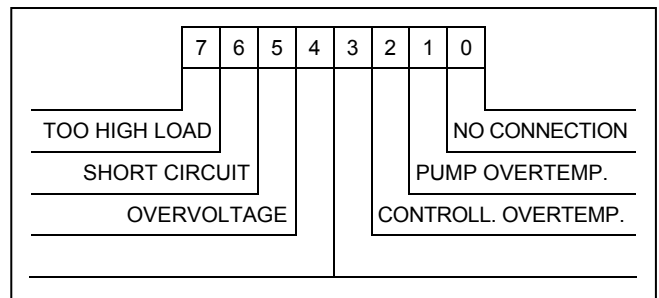 7 6 5 4 3 2 1 0
TOO HIGH LOAD NO CONNECTION
SHORT CIRCUIT PUMP OVERTEMP.
OVERVOLTAGE CONTROLL. OVERTEMP.